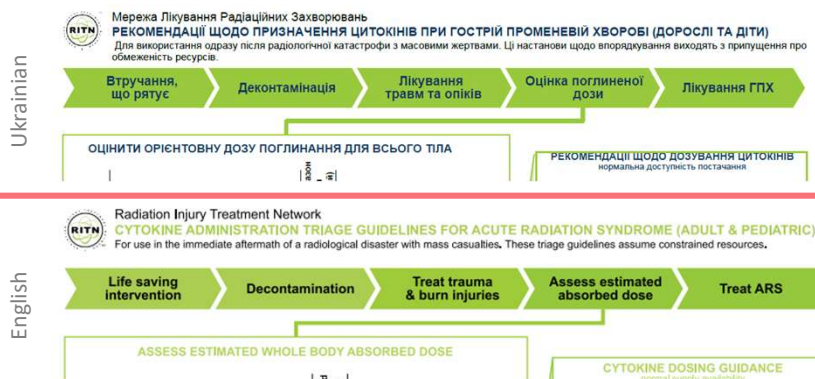 Ukrainian
RITN
Мережа Лікування Радіаційних Захворювань
РЕКОМЕНДАЦІЇ ЩОДО ПРИЗНАЧЕННЯ ЦИТОКІНІВ ПРИ ГОСТРІЙ ПРОМЕНЕВІЙ ХВОРОБІ (ДОРОСЛІ ТА ДІТИ)
Для використання одразу після радіологічної катастрофи з масовими жертвами. Ці настанови щодо впорядкування виходять з припущення про
обмеженість ресурсів.
Втручання,
що рятує
Деконтамінація
Лікування
травм та опіків
Оцінка поглиненої
дози
Лікування ГПХ
ОЦІНИТИ ОРІЄНТОВНУ ДОЗУ ПОГЛИНАННЯ ДЛЯ ВСЬОГО ТІЛА
РЕКОМЕНДАЦІЇ ЩОДО ДОЗУВАННЯ ЦИТОКІНІВ
нормальна доступність постачання
English
RITN
Radiation Injury Treatment Network
CYTOKINE ADMINISTRATION TRIAGE GUIDELINES FOR ACUTE RADIATION SYNDROME (ADULT & PEDIATRIC)
For use in the immediate aftermath of a radiological disaster with mass casualties. These triage guidelines assume constrained resources.
Life saving
intervention
Decontamination
Treat trauma
& burn injuries
Assess estimated
absorbed dose
Treat ARS
ASSESS ESTIMATED WHOLE BODY ABSORBED DOSE
CYTOKINE DOSING GUIDANCE